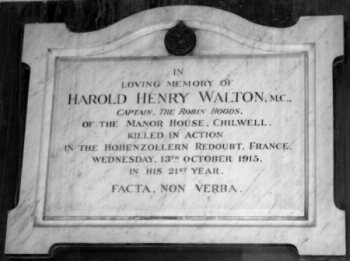 IN
LOVING MEMORY OF
HAROLD HENRY WALTON, M.C.,
CAPTAIN, THE ROBIN HOODS,
OF THE MANOR HOUSE, CHILWELL.
KILLED IN ACTION
IN THE HOHENZOLLERN REDOUBT, FRANCE,
WEDNESDAY, 13TH OCTOBER 1915,
IN HIS 21ST YEAR.
FACTA, NON VERBA.